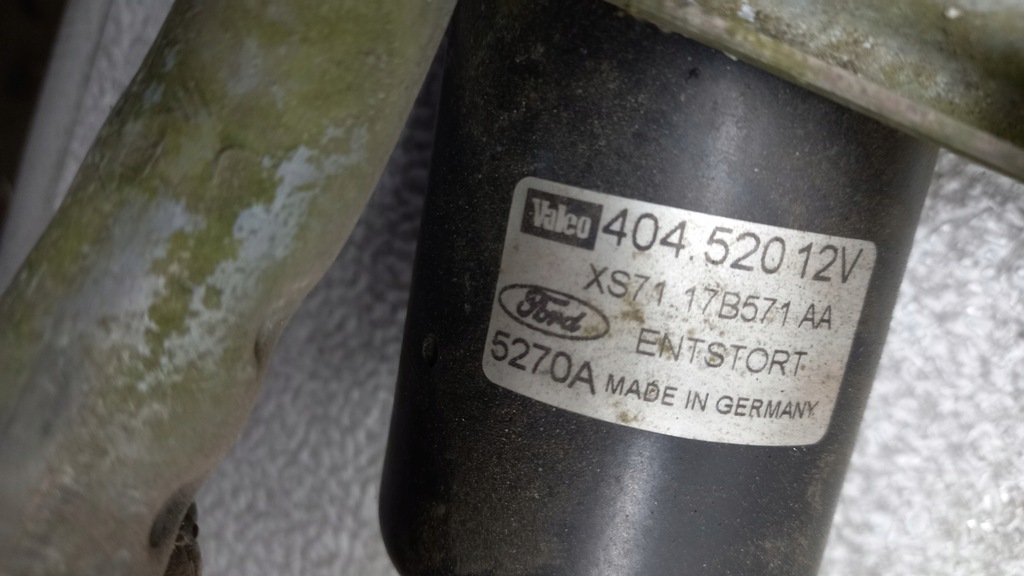 Valeo 404.520 12V
XS71 17B571 AA
Ford ENTSTORT
5270A MADE IN GERMANY